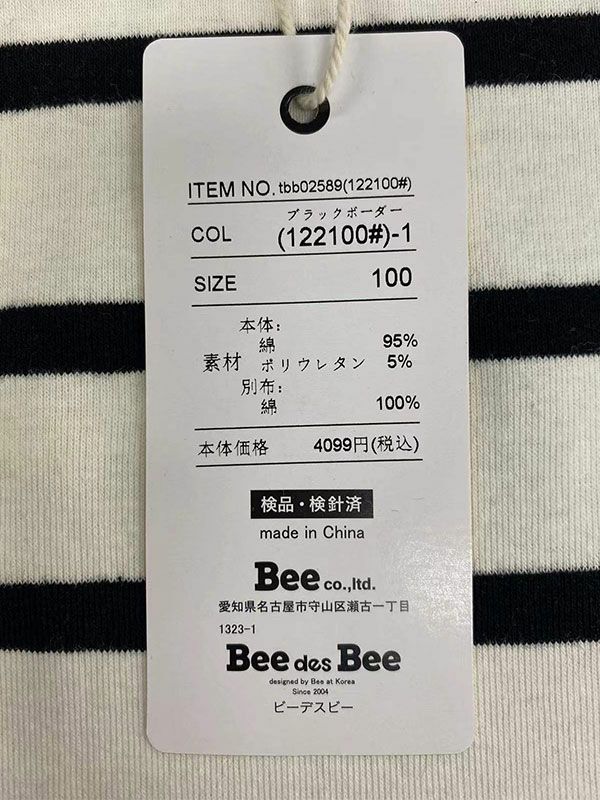 ITEM NO. tbb02589(122100#)
ブラックボーダー
COL (122100#)-1
SIZE 100
本体:
綿 95%
素材 ポリウレタン 5%
別布:
綿 100%
本体価格 4099円(税込)
検品・検針済
made in China
Bee co.,ltd.
愛知県名古屋市守山区瀬古一丁目
1323-1
Bee des Bee
designed by Bee at Korea
Since 2004
ビーデスビー